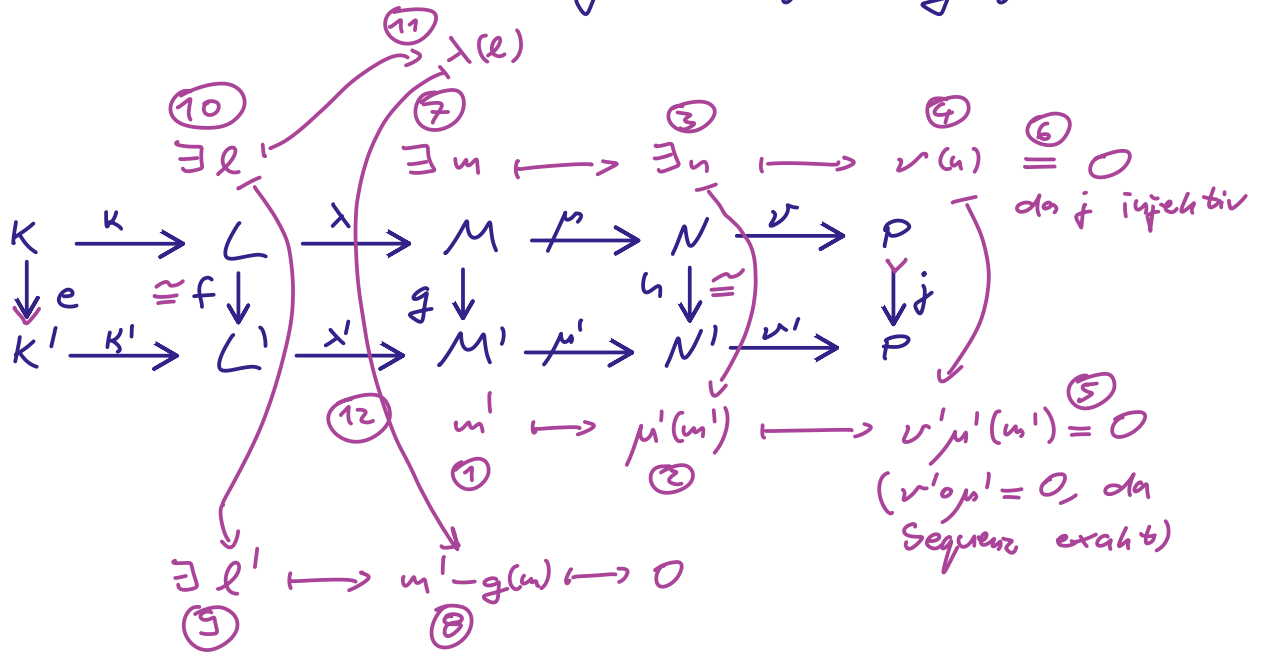 ⑪
λ(l)
⑩ ⑦ ③ ④ ⑥
∃ l ∃ m ⟼ ∃ n ⟼ ν(n) = 0
da j injektiv
K κ L λ M μ N ν P
e ≅ f g h ≅ j
K' κ' L' λ' M' μ' N' ν' P
⑫ m' ⟼ μ'(m') ⟼ ν'μ'(m') = 0 ⑤
① ②
(ν'∘μ' = 0, da
Sequenz exakt)
∃ l' ⟼ m' - g(m) ⟼ 0
⑨ ⑧